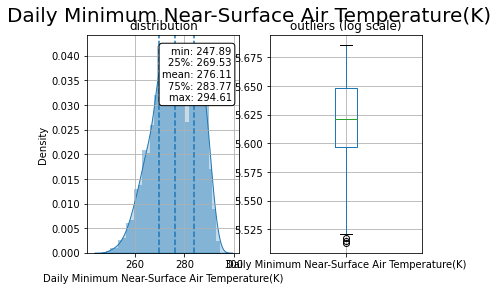 Daily Minimum Near-Surface Air Temperature(K)
distribution
outliers (log scale)
min: 247.89
25%: 269.53
mean: 276.11
75%: 283.77
max: 294.61
0.040
0.035
0.030
0.025
0.020
0.015
0.010
0.005
0.000
Density
260
280
300
Daily Minimum Near-Surface Air Temperature(K)
5.675
5.650
5.625
5.600
5.575
5.550
5.525
Daily Minimum Near-Surface Air Temperature(K)